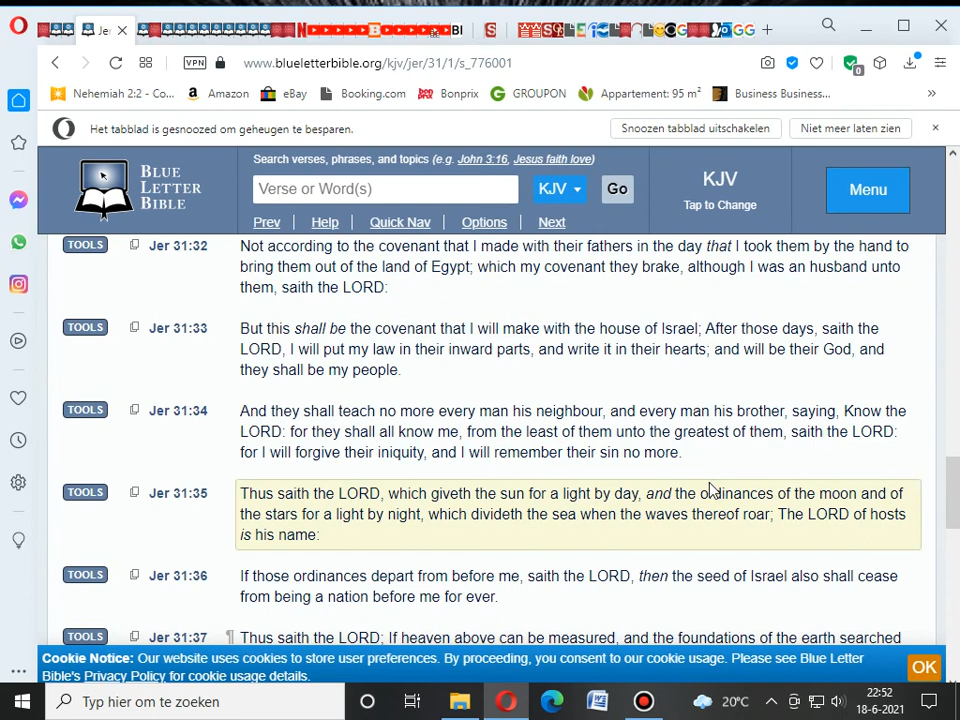 Jer
BI
GG
VPN
www.blueletterbible.org/kjv/jer/31/1/s_776001
0
Nehemiah 2:2 - Co...
Amazon
eBay
Booking.com
bon prix
Bonprix
GROUPON
Appartement: 95 m²
Business Business...
»
Het tabblad is gesnoozed om geheugen te besparen.
Snoozen tabblad uitschakelen
Niet meer laten zien
BLUE
LETTER
BIBLE
Search verses, phrases, and topics (e.g. John 3:16, Jesus faith love)
Verse or Word(s)
KJV
Go
Prev | Help | Quick Nav | Options | Next
KJV
Tap to Change
Menu
TOOLS Jer 31:32 Not according to the covenant that I made with their fathers in the day that I took them by the hand to
bring them out of the land of Egypt; which my covenant they brake, although I was an husband unto
them, saith the LORD:
TOOLS Jer 31:33 But this shall be the covenant that I will make with the house of Israel; After those days, saith the
LORD, I will put my law in their inward parts, and write it in their hearts; and will be their God, and
they shall be my people.
TOOLS Jer 31:34 And they shall teach no more every man his neighbour, and every man his brother, saying, Know the
LORD: for they shall all know me, from the least of them unto the greatest of them, saith the LORD:
for I will forgive their iniquity, and I will remember their sin no more.
TOOLS Jer 31:35 Thus saith the LORD, which giveth the sun for a light by day, and the ordinances of the moon and of
the stars for a light by night, which divideth the sea when the waves thereof roar; The LORD of hosts
is his name:
TOOLS Jer 31:36 If those ordinances depart from before me, saith the LORD, then the seed of Israel also shall cease
from being a nation before me for ever.
TOOLS Jer 31:37 ¶ Thus saith the LORD; If heaven above can be measured, and the foundations of the earth searched
Cookie Notice: Our website uses cookies to store user preferences. By proceeding, you consent to our cookie usage. Please see Blue Letter
Bible's Privacy Policy for cookie usage details.
OK
Typ hier om te zoeken
20°C
22:52
18-6-2021